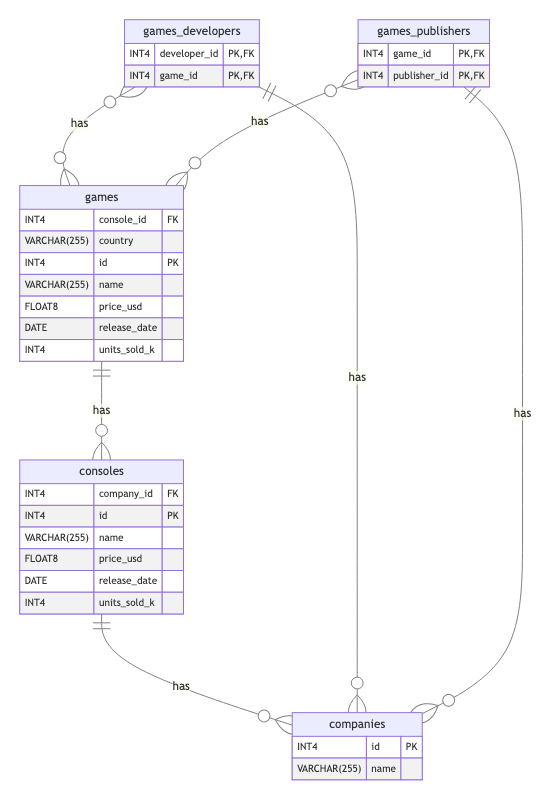 games_developers
INT4 developer_id PK,FK
INT4 game_id PK,FK
games_publishers
INT4 game_id PK,FK
INT4 publisher_id PK,FK
has
has
games
INT4 console_id FK
VARCHAR(255) country
INT4 id PK
VARCHAR(255) name
FLOAT8 price_usd
DATE release_date
INT4 units_sold_k
has
has
has
consoles
INT4 company_id FK
INT4 id PK
VARCHAR(255) name
FLOAT8 price_usd
DATE release_date
INT4 units_sold_k
has
companies
INT4 id PK
VARCHAR(255) name